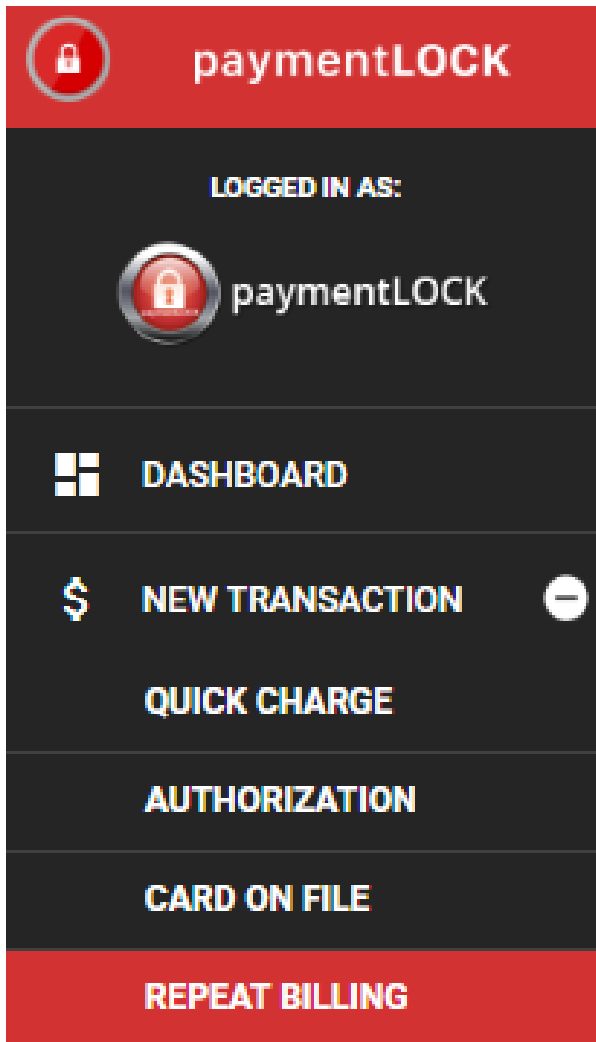 paymentLOCK
LOGGED IN AS:
paymentLOCK
DASHBOARD
$ NEW TRANSACTION
QUICK CHARGE
AUTHORIZATION
CARD ON FILE
REPEAT BILLING